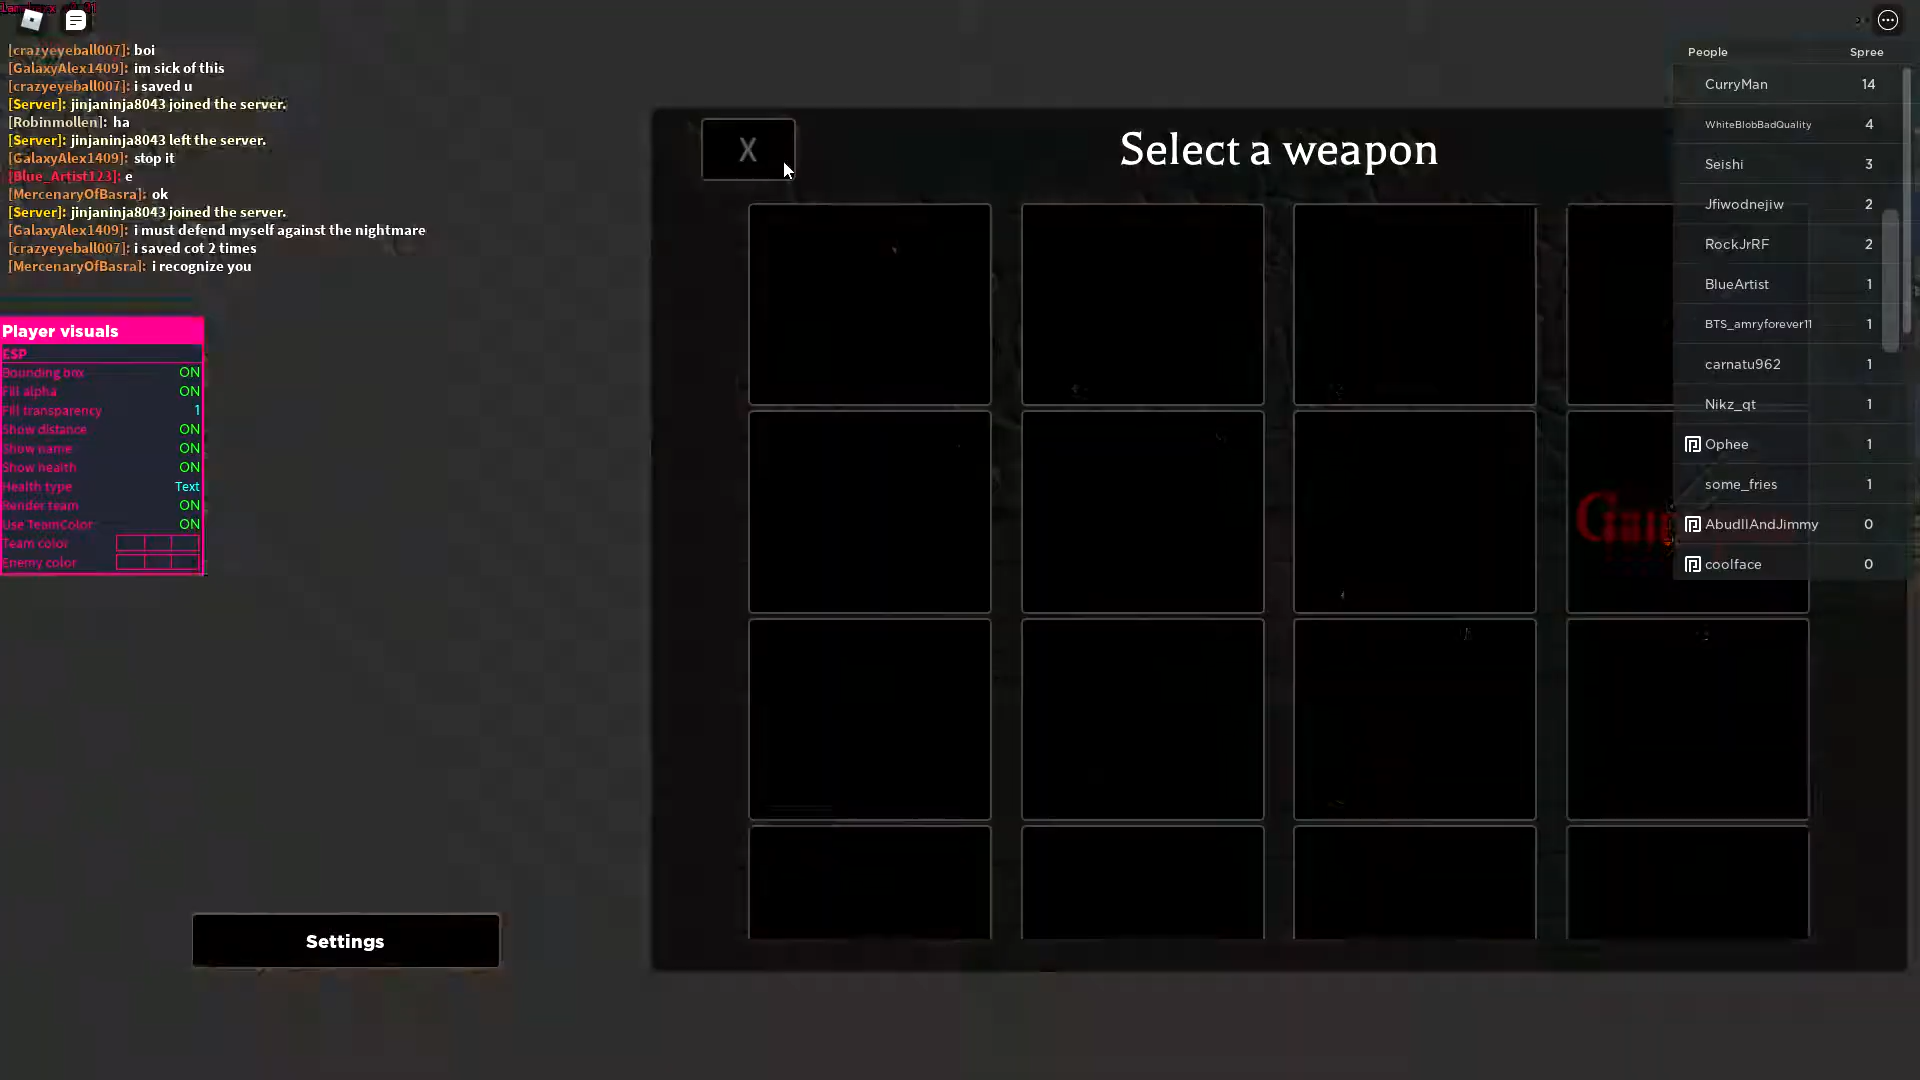 [crazyeyeball007]: boi
[GalaxyAlex1409]: im sick of this
[crazyeyeball007]: i saved u
[Server]: jinjaninja8043 joined the server.
[Robinmollen]: ha
[Server]: jinjaninja8043 left the server.
[GalaxyAlex1409]: stop it
[Blue_Artist123]: e
[MercenaryOfBasra]: ok
[Server]: jinjaninja8043 joined the server.
[GalaxyAlex1409]: i must defend myself against the nightmare
[crazyeyeball007]: i saved cot 2 times
[MercenaryOfBasra]: i recognize you
Player visuals
ESP
Bounding box ON
Fill alpha ON
Fill transparency 1
Show distance ON
Show name ON
Show health ON
Health type Text
Render team ON
Use TeamColor ON
Team color
Enemy color
Settings
X
Select a weapon
People Spree
CurryMan 14
WhiteBlobBadQuality 4
Seishi 3
Jfiwodnejiw 2
RockJrRF 2
BlueArtist 1
BTS_amryforever11 1
carnatu962 1
Nikz_qt 1
Ophee 1
some_fries 1
AbudllAndJimmy 0
coolface 0